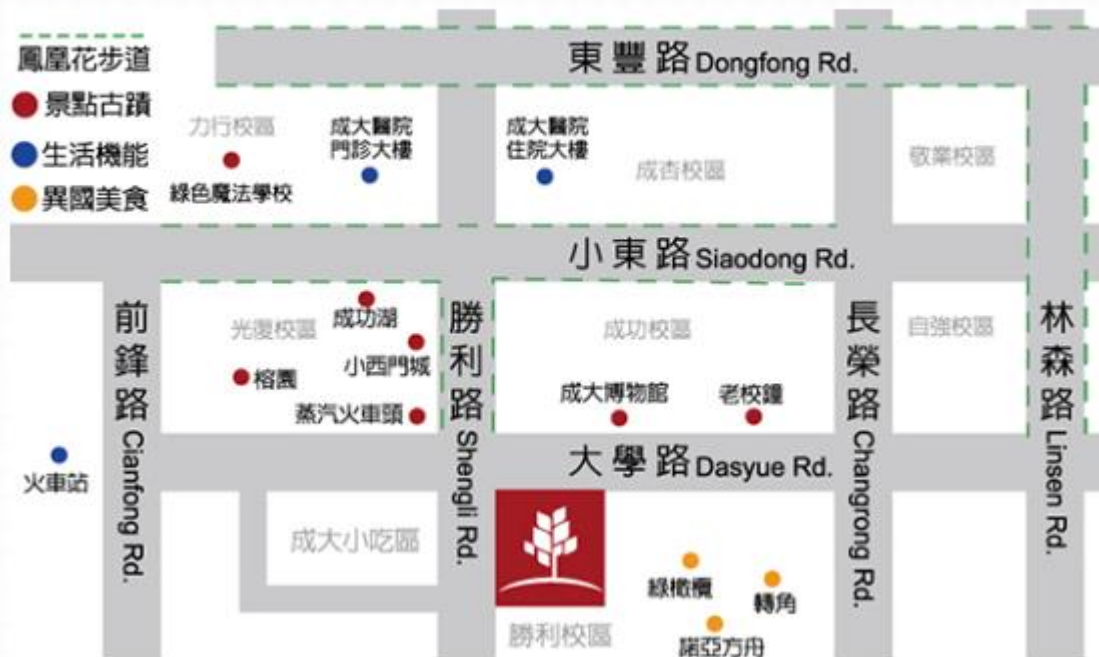 鳳凰花步道
景點古蹟
生活機能
異國美食
東豐路 Dongfong Rd.
力行校區
綠色魔法學校
成大醫院
門診大樓
成大醫院
住院大樓
成杏校區
敬業校區
小東路 Siaodong Rd.
前鋒路 Cianfong Rd.
光復校區
成功湖
小西門城
榕園
蒸汽火車頭
勝利路 Shengli Rd.
成功校區
成大博物館
老校鐘
長榮路 Changrong Rd.
自強校區
林森路 Linsen Rd.
大學路 Dasyue Rd.
火車站
成大小吃區
勝利校區
綠橄欖
轉角
諾亞方舟